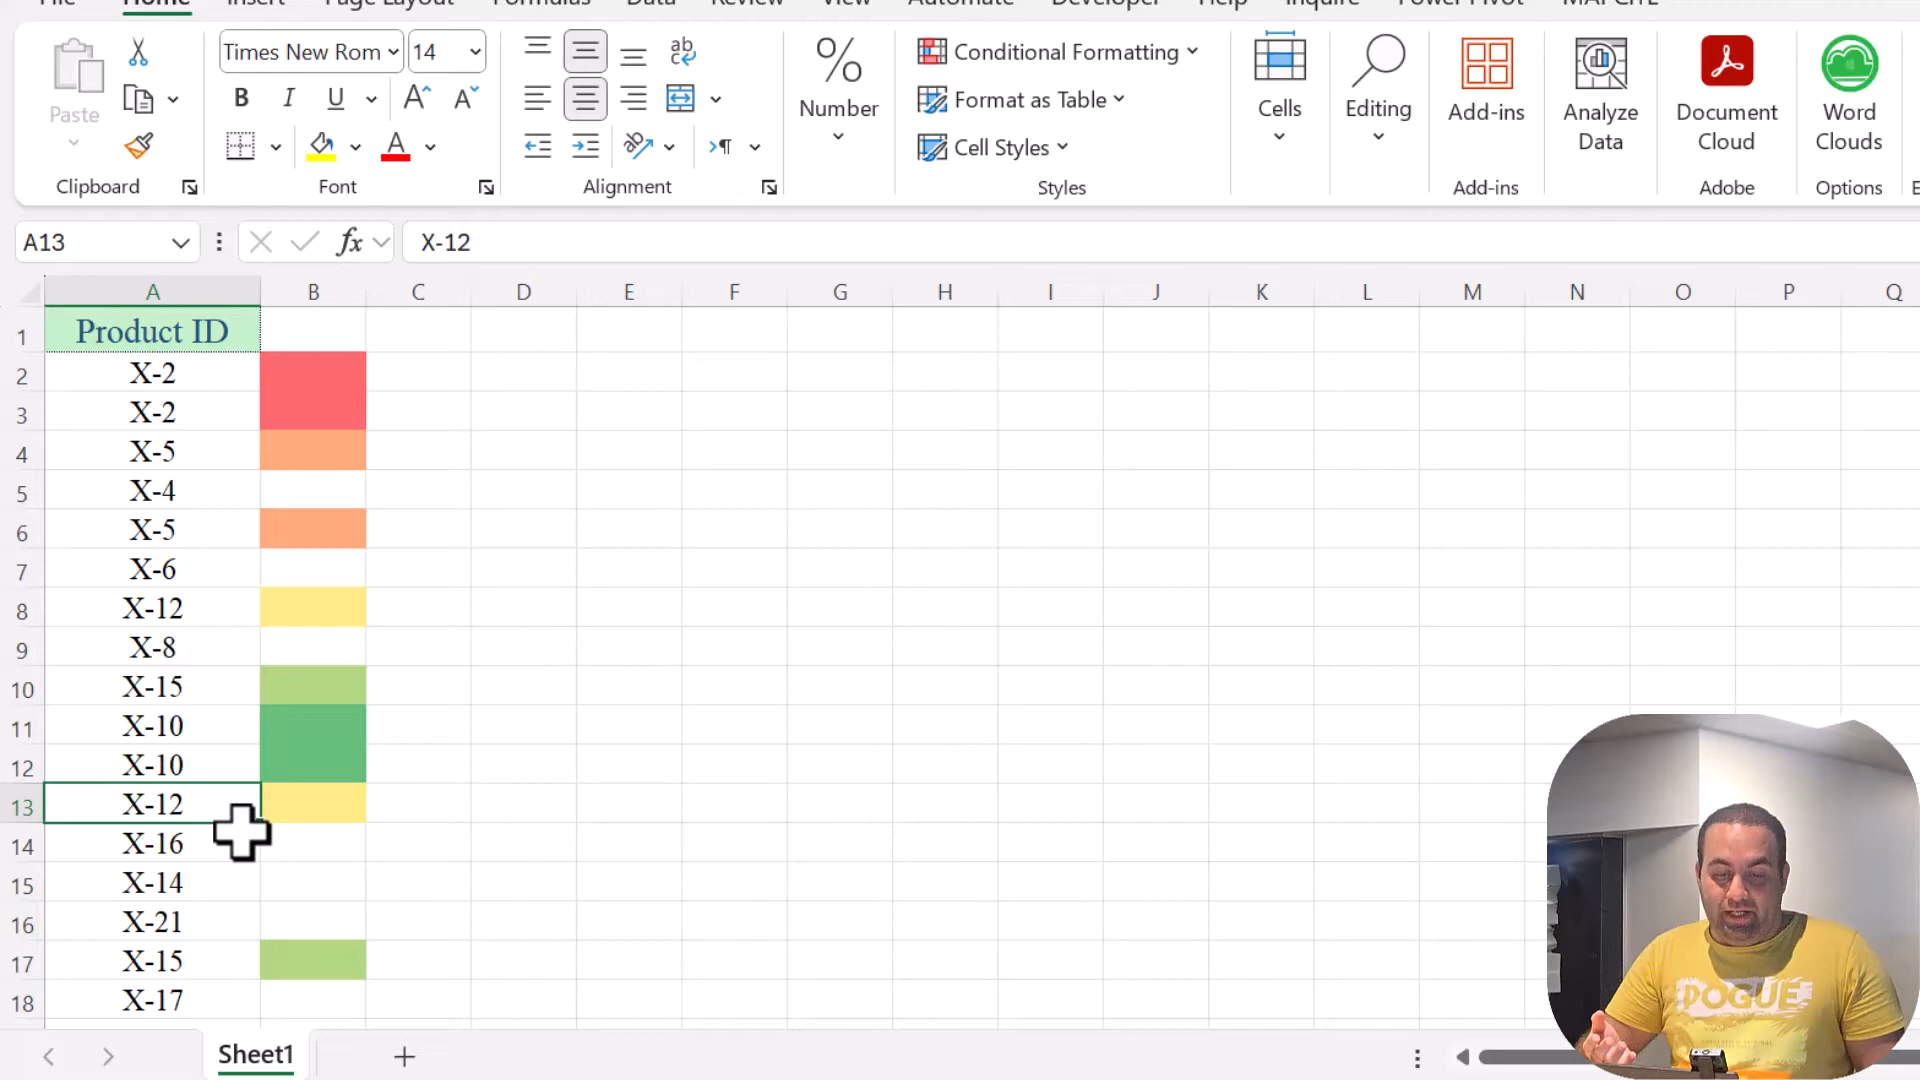 Home Insert Page Layout Formulas Data Review View Automate Developer Help Inquire Power Pivot
Paste
Clipboard
Times New Rom 14
B I U A A
A
Font
ab
Alignment
%
Number
Conditional Formatting
Format as Table
Cell Styles
Styles
Cells
Editing
Add-ins
Add-ins
Analyze
Data
Document
Cloud
Adobe
Word
Clouds
Options
A13 fx X-12
A B C D E F G H I J K L M N O P Q
1 Product ID
2 X-2
3 X-2
4 X-5
5 X-4
6 X-5
7 X-6
8 X-12
9 X-8
10 X-15
11 X-10
12 X-10
13 X-12
14 X-16
15 X-14
16 X-21
17 X-15
18 X-17
Sheet1
POGUE